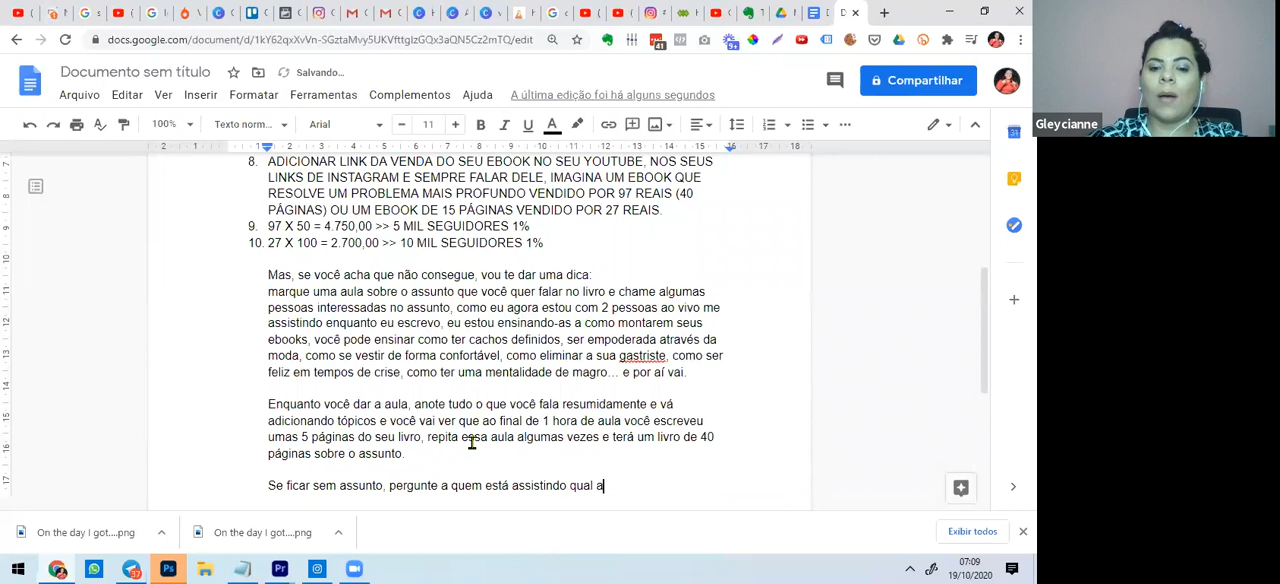 docs.google.com/document/d/1kY62qxXvVn-SGztaMvy5UKVfttgIzGQx3aQN5Cz2mTQ/edit
Documento sem título
Salvando...
Compartilhar
Arquivo Editar Ver Inserir Formatar Ferramentas Complementos Ajuda A última edição foi há alguns segundos
100% Texto norm... Arial 11
8. ADICIONAR LINK DA VENDA DO SEU EBOOK NO SEU YOUTUBE, NOS SEUS
LINKS DE INSTAGRAM E SEMPRE FALAR DELE, IMAGINA UM EBOOK QUE
RESOLVE UM PROBLEMA MAIS PROFUNDO VENDIDO POR 97 REAIS (40
PÁGINAS) OU UM EBOOK DE 15 PÁGINAS VENDIDO POR 27 REAIS.
9. 97 X 50 = 4.750,00 >> 5 MIL SEGUIDORES 1%
10. 27 X 100 = 2.700,00 >> 10 MIL SEGUIDORES 1%
Mas, se você acha que não consegue, vou te dar uma dica:
marque uma aula sobre o assunto que você quer falar no livro e chame algumas
pessoas interessadas no assunto, como eu agora estou com 2 pessoas ao vivo me
assistindo enquanto eu escrevo, eu estou ensinando-as a como montarem seus
ebooks, você pode ensinar como ter cachos definidos, ser empoderada através da
moda, como se vestir de forma confortável, como eliminar a sua gastriste, como ser
feliz em tempos de crise, como ter uma mentalidade de magro... e por aí vai.
Enquanto você dar a aula, anote tudo o que você fala resumidamente e vá
adicionando tópicos e você vai ver que ao final de 1 hora de aula você escreveu
umas 5 páginas do seu livro, repita essa aula algumas vezes e terá um livro de 40
páginas sobre o assunto.
Se ficar sem assunto, pergunte a quem está assistindo qual a
Gleycianne
On the day I got....png
On the day I got....png
Exibir todos
07:09
19/10/2020